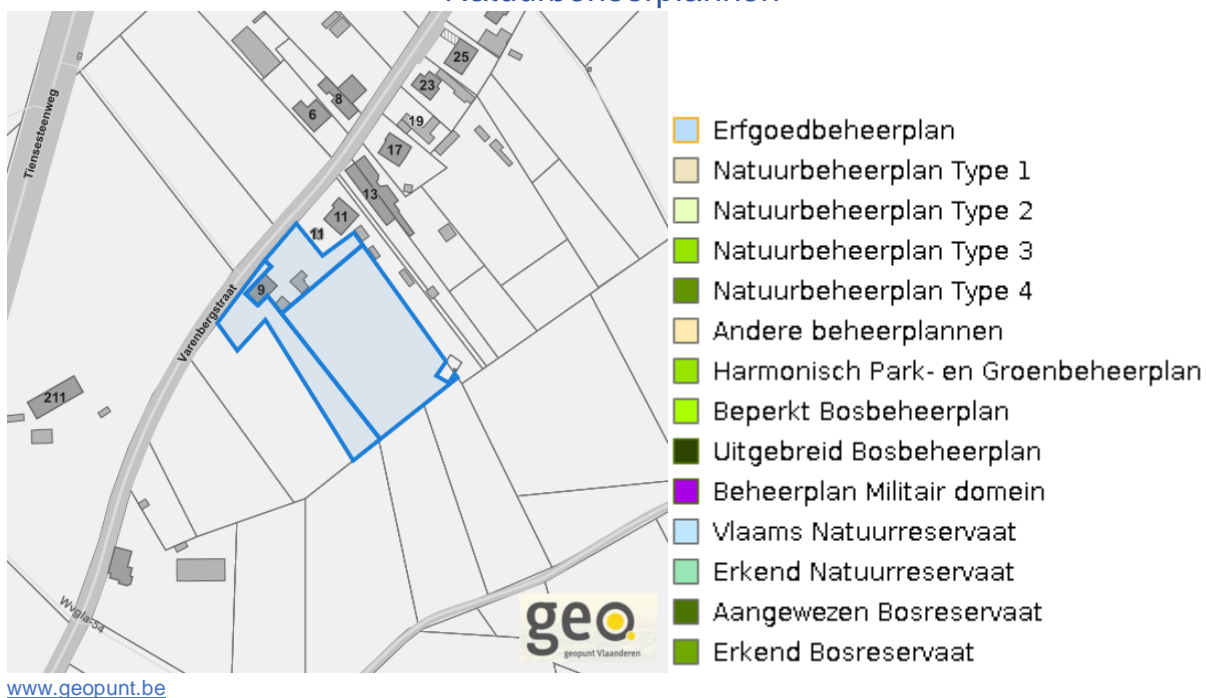 Natuurbeheerplannen
25
23
8
6
19
17
13
Tiensesteenweg
11
11
9
Varenbergstraat
211
Wvgla-54
geo
geopunt Vlaanderen
www.geopunt.be
Erfgoedbeheerplan
Natuurbeheerplan Type 1
Natuurbeheerplan Type 2
Natuurbeheerplan Type 3
Natuurbeheerplan Type 4
Andere beheerplannen
Harmonisch Park- en Groenbeheerplan
Beperkt Bosbeheerplan
Uitgebreid Bosbeheerplan
Beheerplan Militair domein
Vlaams Natuurreservaat
Erkend Natuurreservaat
Aangewezen Bosreservaat
Erkend Bosreservaat